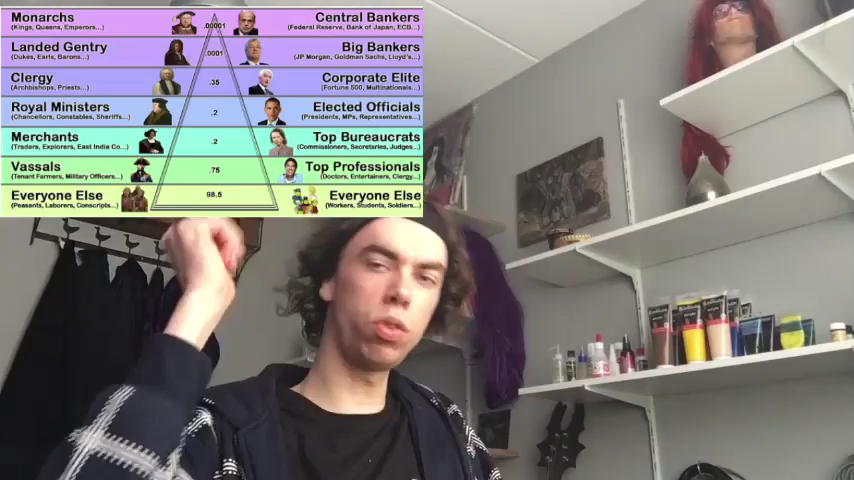 Monarchs
(Kings, Queens, Emperors...)
.00001
Central Bankers
(Federal Reserve, Bank of Japan, ECB...)
Landed Gentry
(Dukes, Earls, Barons...)
.0001
Big Bankers
(JP Morgan, Goldman Sachs, Lloyd's...)
Clergy
(Archbishops, Priests...)
.35
Corporate Elite
(Fortune 500, Multinationals...)
Royal Ministers
(Chancellors, Constables, Sheriffs...)
.2
Elected Officials
(Presidents, MPs, Representatives...)
Merchants
(Traders, Explorers, East India Co...)
.2
Top Bureaucrats
(Commissioners, Secretaries, Judges...)
Vassals
(Tenant Farmers, Military Officers...)
.75
Top Professionals
(Doctors, Entertainers, Clergy...)
Everyone Else
(Peasants, Laborers, Conscripts...)
98.5
Everyone Else
(Workers, Students, Soldiers...)